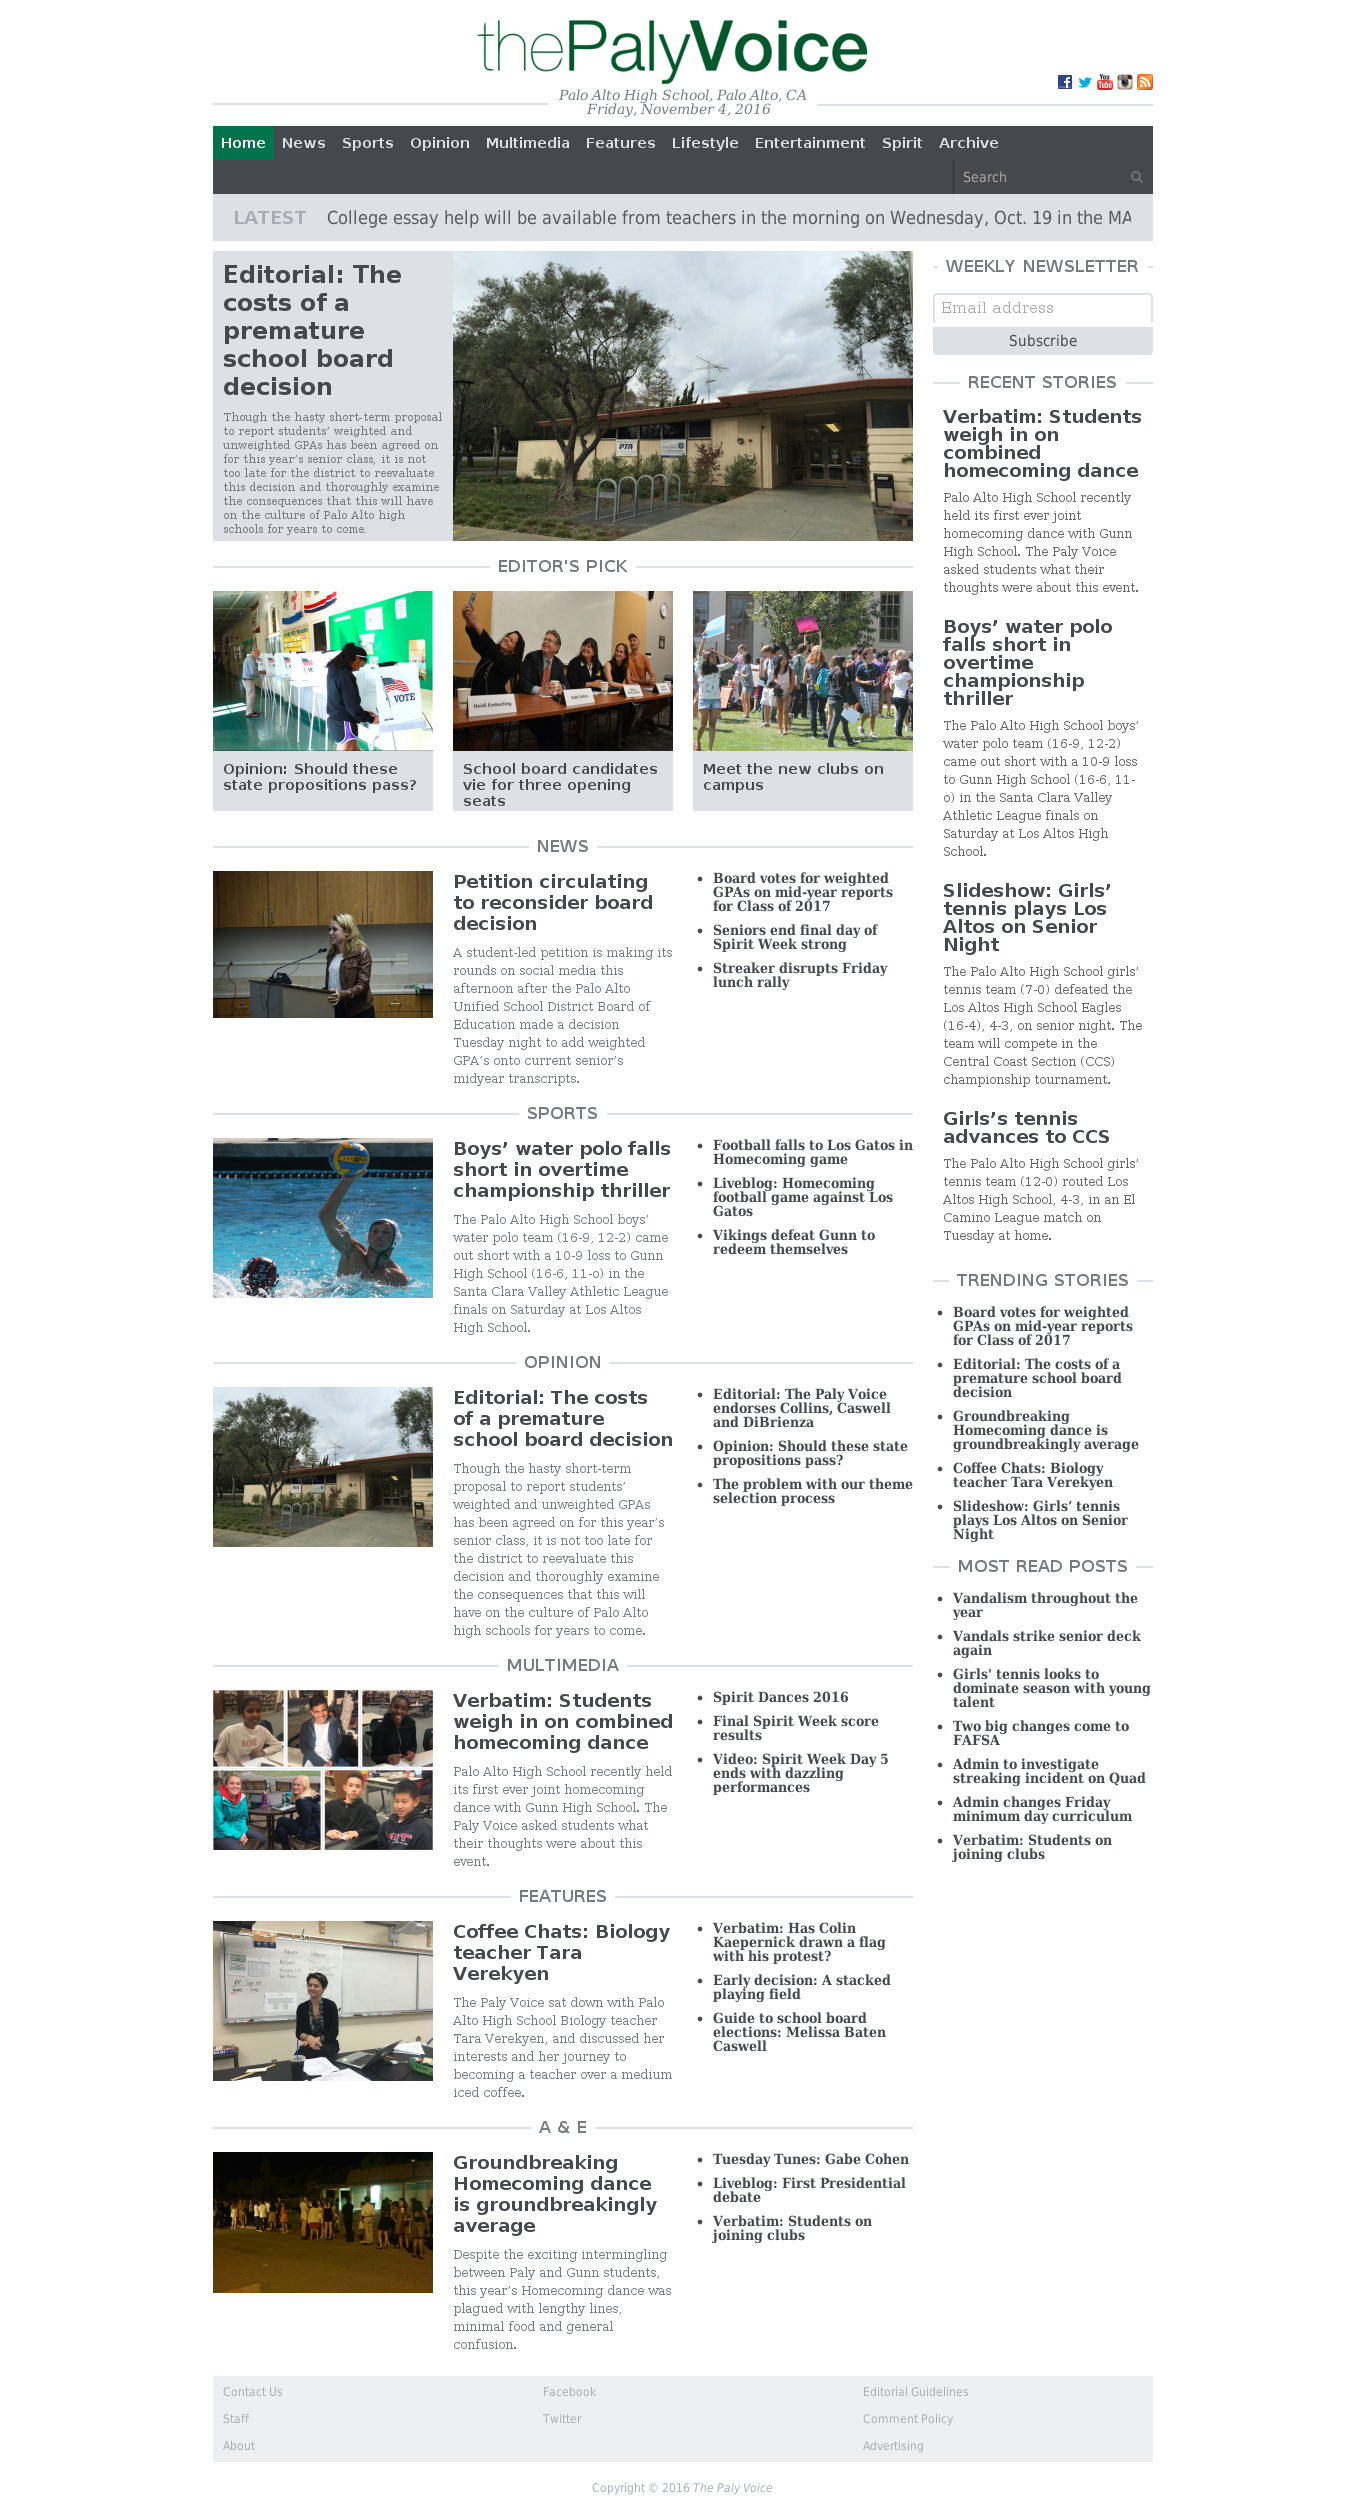 thePalyVoice
Palo Alto High School, Palo Alto, CA
Friday, November 4, 2016
Home News Sports Opinion Multimedia Features Lifestyle Entertainment Spirit Archive
Search
LATEST College essay help will be available from teachers in the morning on Wednesday, Oct. 19 in the MA
Editorial: The
costs of a
premature
school board
decision
Though the hasty short-term proposal
to report students’ weighted and
unweighted GPAs has been agreed on
for this year’s senior class, it is not
too late for the district to reevaluate
this decision and thoroughly examine
the consequences that this will have
on the culture of Palo Alto high
schools for years to come.
PTA
EDITOR'S PICK
VOTE
Opinion: Should these
state propositions pass?
Heidi Emberling
School board candidates
vie for three opening
seats
Meet the new clubs on
campus
NEWS
Petition circulating
to reconsider board
decision
A student-led petition is making its
rounds on social media this
afternoon after the Palo Alto
Unified School District Board of
Education made a decision
Tuesday night to add weighted
GPA’s onto current senior’s
midyear transcripts.
Board votes for weighted
GPAs on mid-year reports
for Class of 2017
Seniors end final day of
Spirit Week strong
Streaker disrupts Friday
lunch rally
SPORTS
Boys’ water polo falls
short in overtime
championship thriller
The Palo Alto High School boys’
water polo team (16-9, 12-2) came
out short with a 10-9 loss to Gunn
High School (16-6, 11-0) in the
Santa Clara Valley Athletic League
finals on Saturday at Los Altos
High School.
Football falls to Los Gatos in
Homecoming game
Liveblog: Homecoming
football game against Los
Gatos
Vikings defeat Gunn to
redeem themselves
OPINION
Editorial: The costs
of a premature
school board decision
Though the hasty short-term
proposal to report students’
weighted and unweighted GPAs
has been agreed on for this year’s
senior class, it is not too late for
the district to reevaluate this
decision and thoroughly examine
the consequences that this will
have on the culture of Palo Alto
high schools for years to come.
Editorial: The Paly Voice
endorses Collins, Caswell
and DiBrienza
Opinion: Should these state
propositions pass?
The problem with our theme
selection process
MULTIMEDIA
Verbatim: Students
weigh in on combined
homecoming dance
Palo Alto High School recently held
its first ever joint homecoming
dance with Gunn High School. The
Paly Voice asked students what
their thoughts were about this
event.
Spirit Dances 2016
Final Spirit Week score
results
Video: Spirit Week Day 5
ends with dazzling
performances
FEATURES
Coffee Chats: Biology
teacher Tara
Verekyen
The Paly Voice sat down with Palo
Alto High School Biology teacher
Tara Verekyen, and discussed her
interests and her journey to
becoming a teacher over a medium
iced coffee.
Verbatim: Has Colin
Kaepernick drawn a flag
with his protest?
Early decision: A stacked
playing field
Guide to school board
elections: Melissa Baten
Caswell
A & E
Groundbreaking
Homecoming dance
is groundbreakingly
average
Despite the exciting intermingling
between Paly and Gunn students,
this year’s Homecoming dance was
plagued with lengthy lines,
minimal food and general
confusion.
Tuesday Tunes: Gabe Cohen
Liveblog: First Presidential
debate
Verbatim: Students on
joining clubs
WEEKLY NEWSLETTER
Email address
Subscribe
RECENT STORIES
Verbatim: Students
weigh in on
combined
homecoming dance
Palo Alto High School recently
held its first ever joint
homecoming dance with Gunn
High School. The Paly Voice
asked students what their
thoughts were about this event.
Boys’ water polo
falls short in
overtime
championship
thriller
The Palo Alto High School boys’
water polo team (16-9, 12-2)
came out short with a 10-9 loss
to Gunn High School (16-6, 11-
0) in the Santa Clara Valley
Athletic League finals on
Saturday at Los Altos High
School.
Slideshow: Girls’
tennis plays Los
Altos on Senior
Night
The Palo Alto High School girls’
tennis team (7-0) defeated the
Los Altos High School Eagles
(16-4), 4-3, on senior night. The
team will compete in the
Central Coast Section (CCS)
championship tournament.
Girls’s tennis
advances to CCS
The Palo Alto High School girls’
tennis team (12-0) routed Los
Altos High School, 4-3, in an El
Camino League match on
Tuesday at home.
TRENDING STORIES
Board votes for weighted
GPAs on mid-year reports
for Class of 2017
Editorial: The costs of a
premature school board
decision
Groundbreaking
Homecoming dance is
groundbreakingly average
Coffee Chats: Biology
teacher Tara Verekyen
Slideshow: Girls’ tennis
plays Los Altos on Senior
Night
MOST READ POSTS
Vandalism throughout the
year
Vandals strike senior deck
again
Girls' tennis looks to
dominate season with young
talent
Two big changes come to
FAFSA
Admin to investigate
streaking incident on Quad
Admin changes Friday
minimum day curriculum
Verbatim: Students on
joining clubs
Contact Us Facebook Editorial Guidelines
Staff Twitter Comment Policy
About Advertising
Copyright © 2016 The Paly Voice